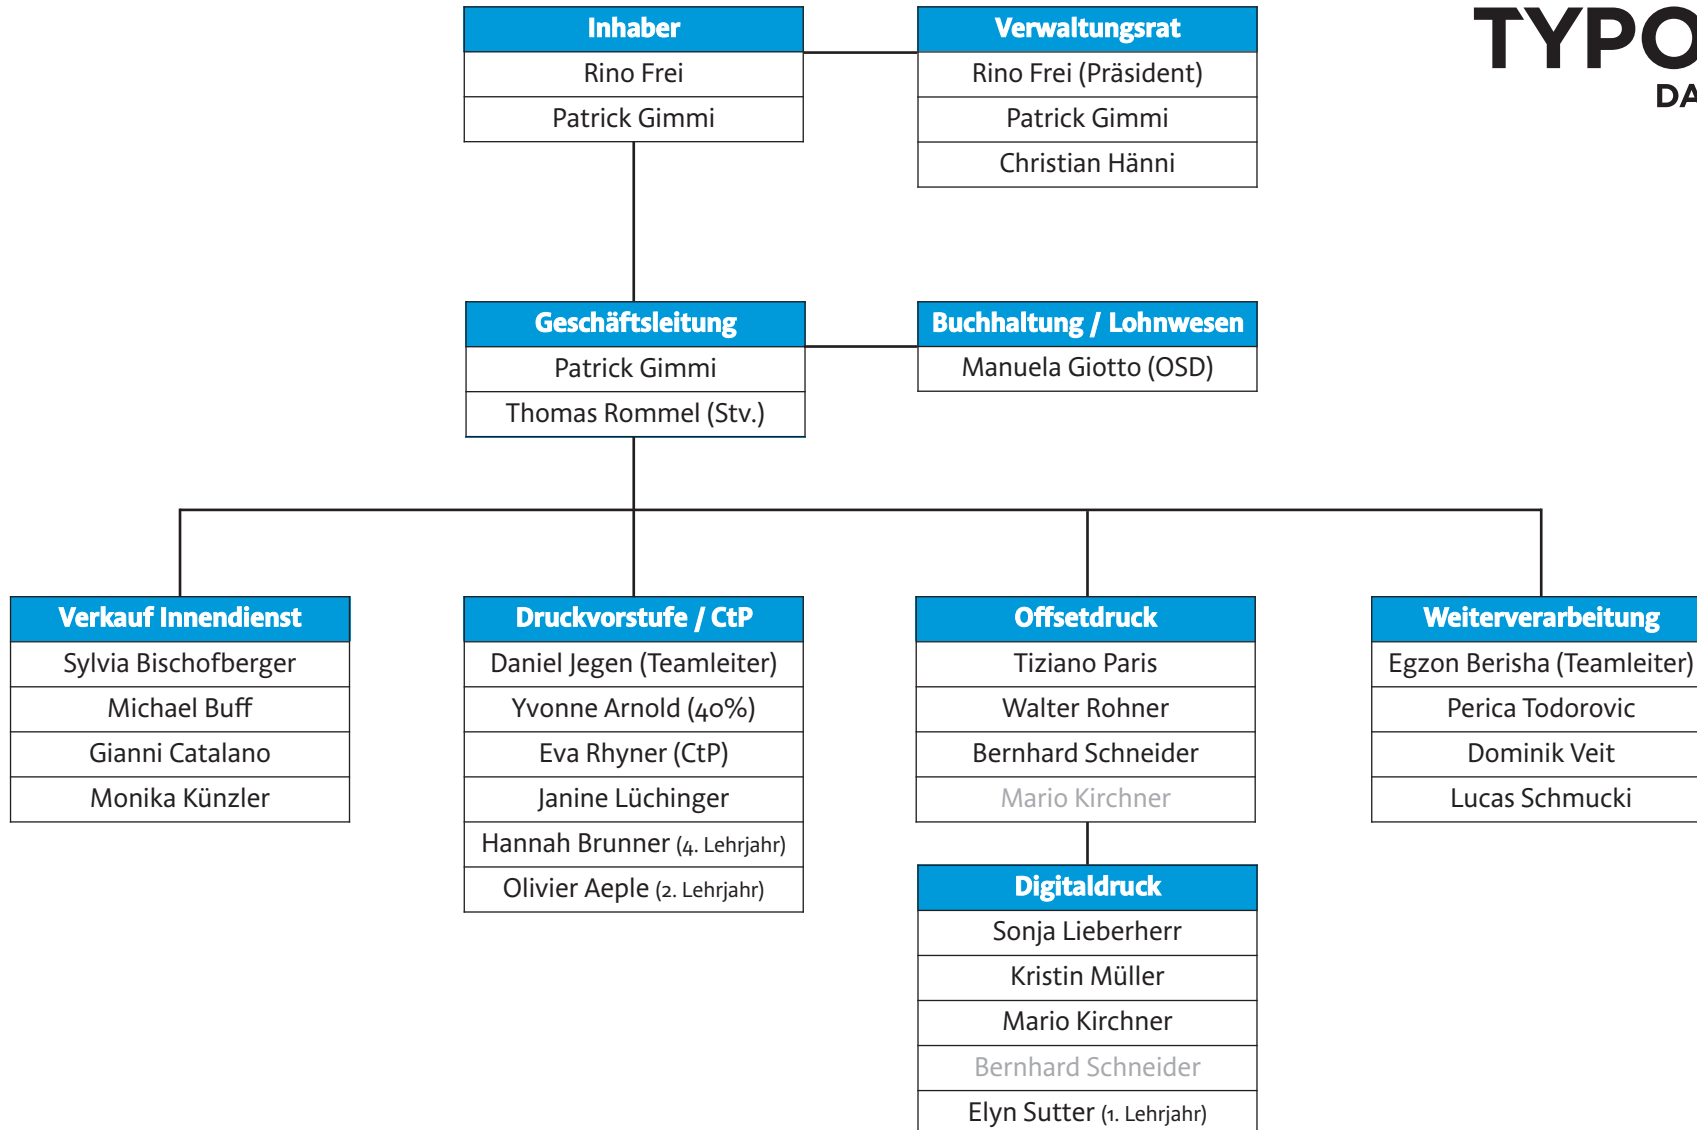 Inhaber
Rino Frei
Patrick Gimmi
Verwaltungsrat
Rino Frei (Präsident)
Patrick Gimmi
Christian Hänni
TYPO
DA
Geschäftsleitung
Patrick Gimmi
Thomas Rommel (Stv.)
Buchhaltung / Lohnwesen
Manuela Giotto (OSD)
Verkauf Innendienst
Sylvia Bischofberger
Michael Buff
Gianni Catalano
Monika Künzler
Druckvorstufe / CtP
Daniel Jegen (Teamleiter)
Yvonne Arnold (40%)
Eva Rhyner (CtP)
Janine Lüchinger
Hannah Brunner (4. Lehrjahr)
Olivier Aeple (2. Lehrjahr)
Offsetdruck
Tiziano Paris
Walter Rohner
Bernhard Schneider
Mario Kirchner
Digitaldruck
Sonja Lieberherr
Kristin Müller
Mario Kirchner
Bernhard Schneider
Elyn Sutter (1. Lehrjahr)
Weiterverarbeitung
Egzon Berisha (Teamleiter)
Perica Todorovic
Dominik Veit
Lucas Schmucki